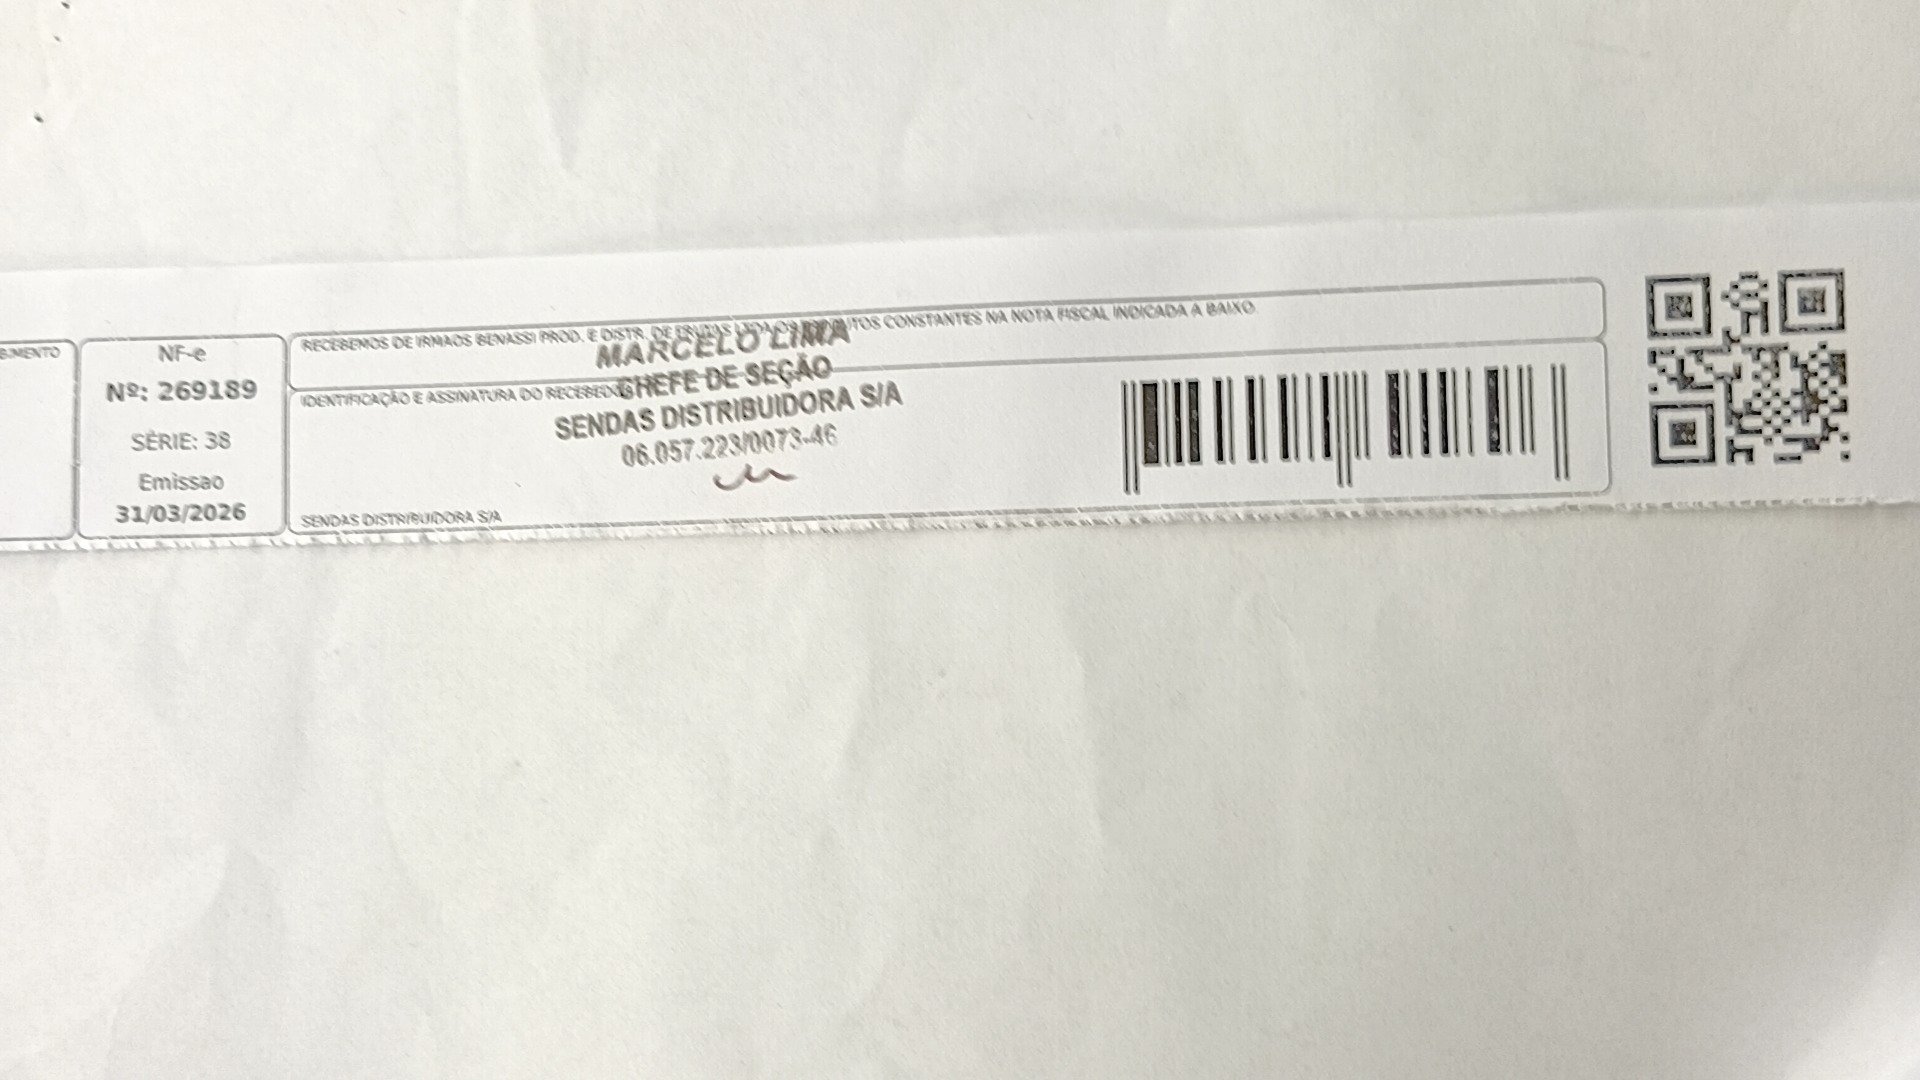 BIMENTO
NF-e
Nº: 269189
SÉRIE: 38
Emissao
31/03/2026
RECEBEMOS DE IRMAOS BENASSI PROD. E DISTR. DE FRUTAS LTDA OS PRODUTOS CONSTANTES NA NOTA FISCAL INDICADA A BAIXO.
IDENTIFICAÇÃO E ASSINATURA DO RECEBEDOR
MARCELO LIMA
CHEFE DE SEÇÃO
SENDAS DISTRIBUIDORA S/A
06.057.223/0073-46
SENDAS DISTRIBUIDORA S/A